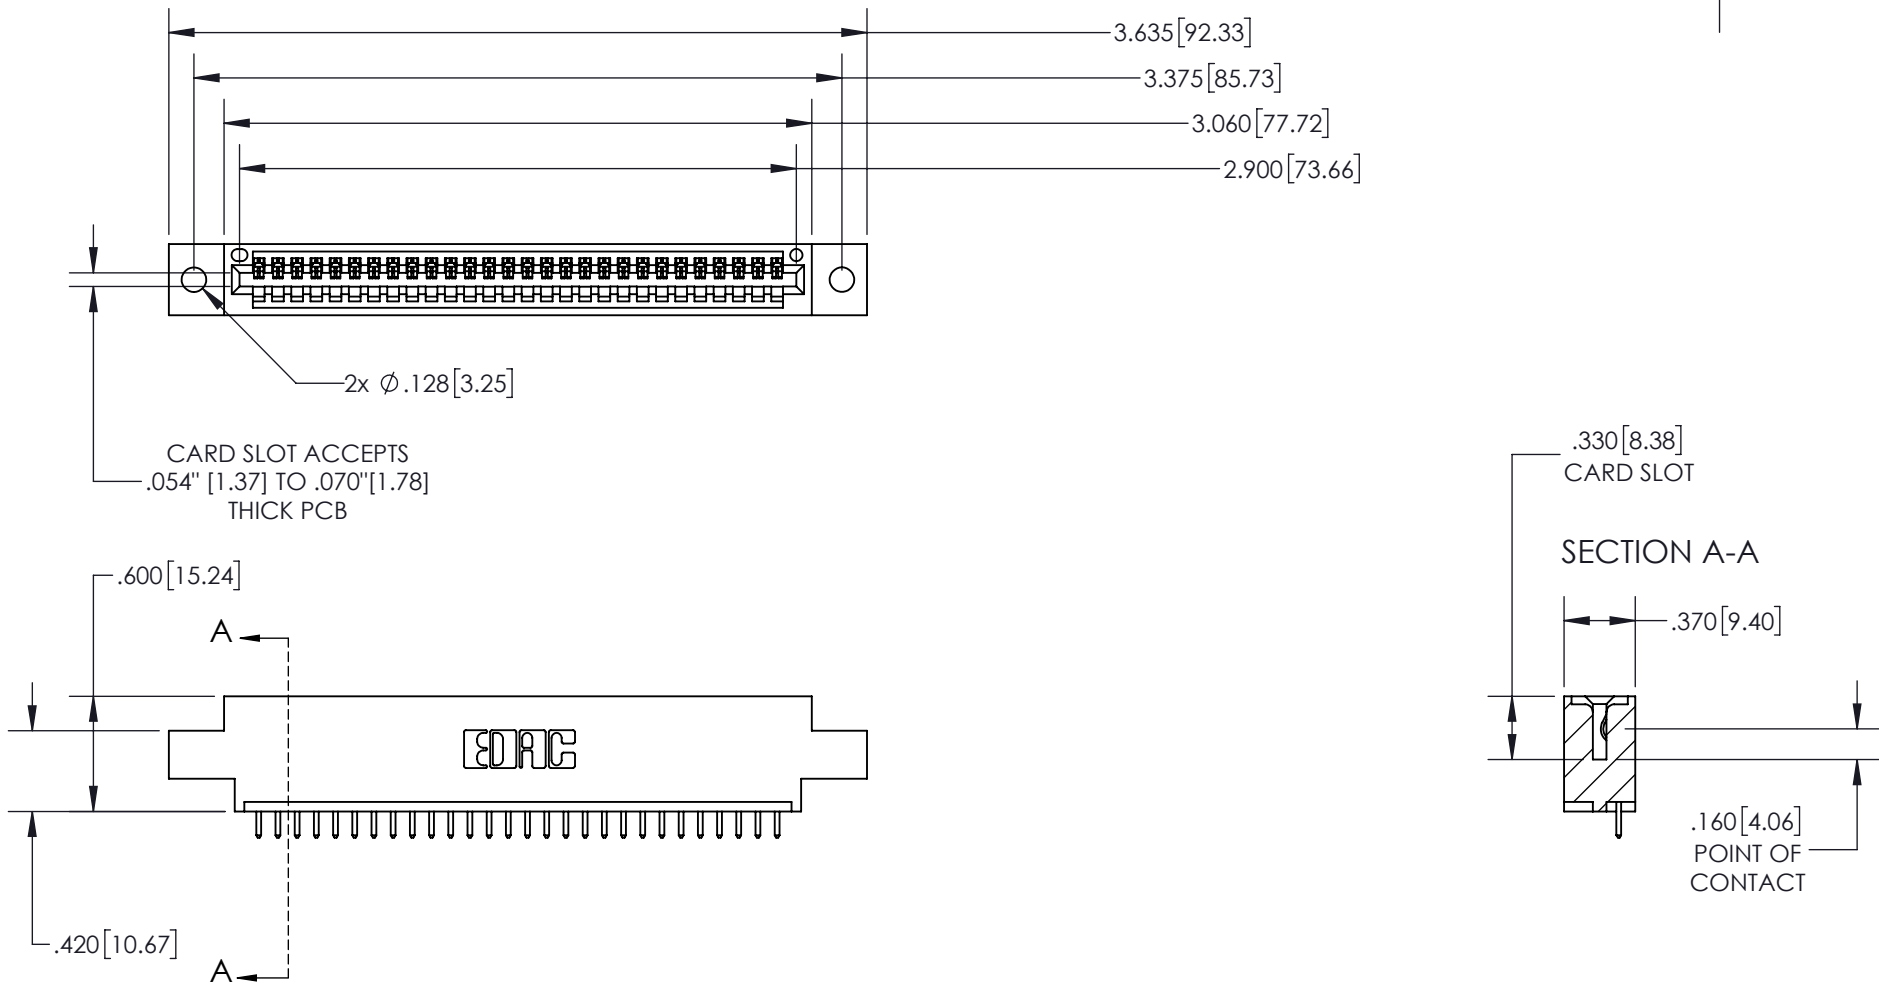 3.635[92.33]
3.375[85.73]
3.060[77.72]
2.900[73.66]
2x Ø.128[3.25]
CARD SLOT ACCEPTS
.054" [1.37] TO .070"[1.78]
THICK PCB
.330[8.38]
CARD SLOT
SECTION A-A
.600[15.24]
.370[9.40]
A
EDAC
.160[4.06]
POINT OF
CONTACT
.420[10.67]
A